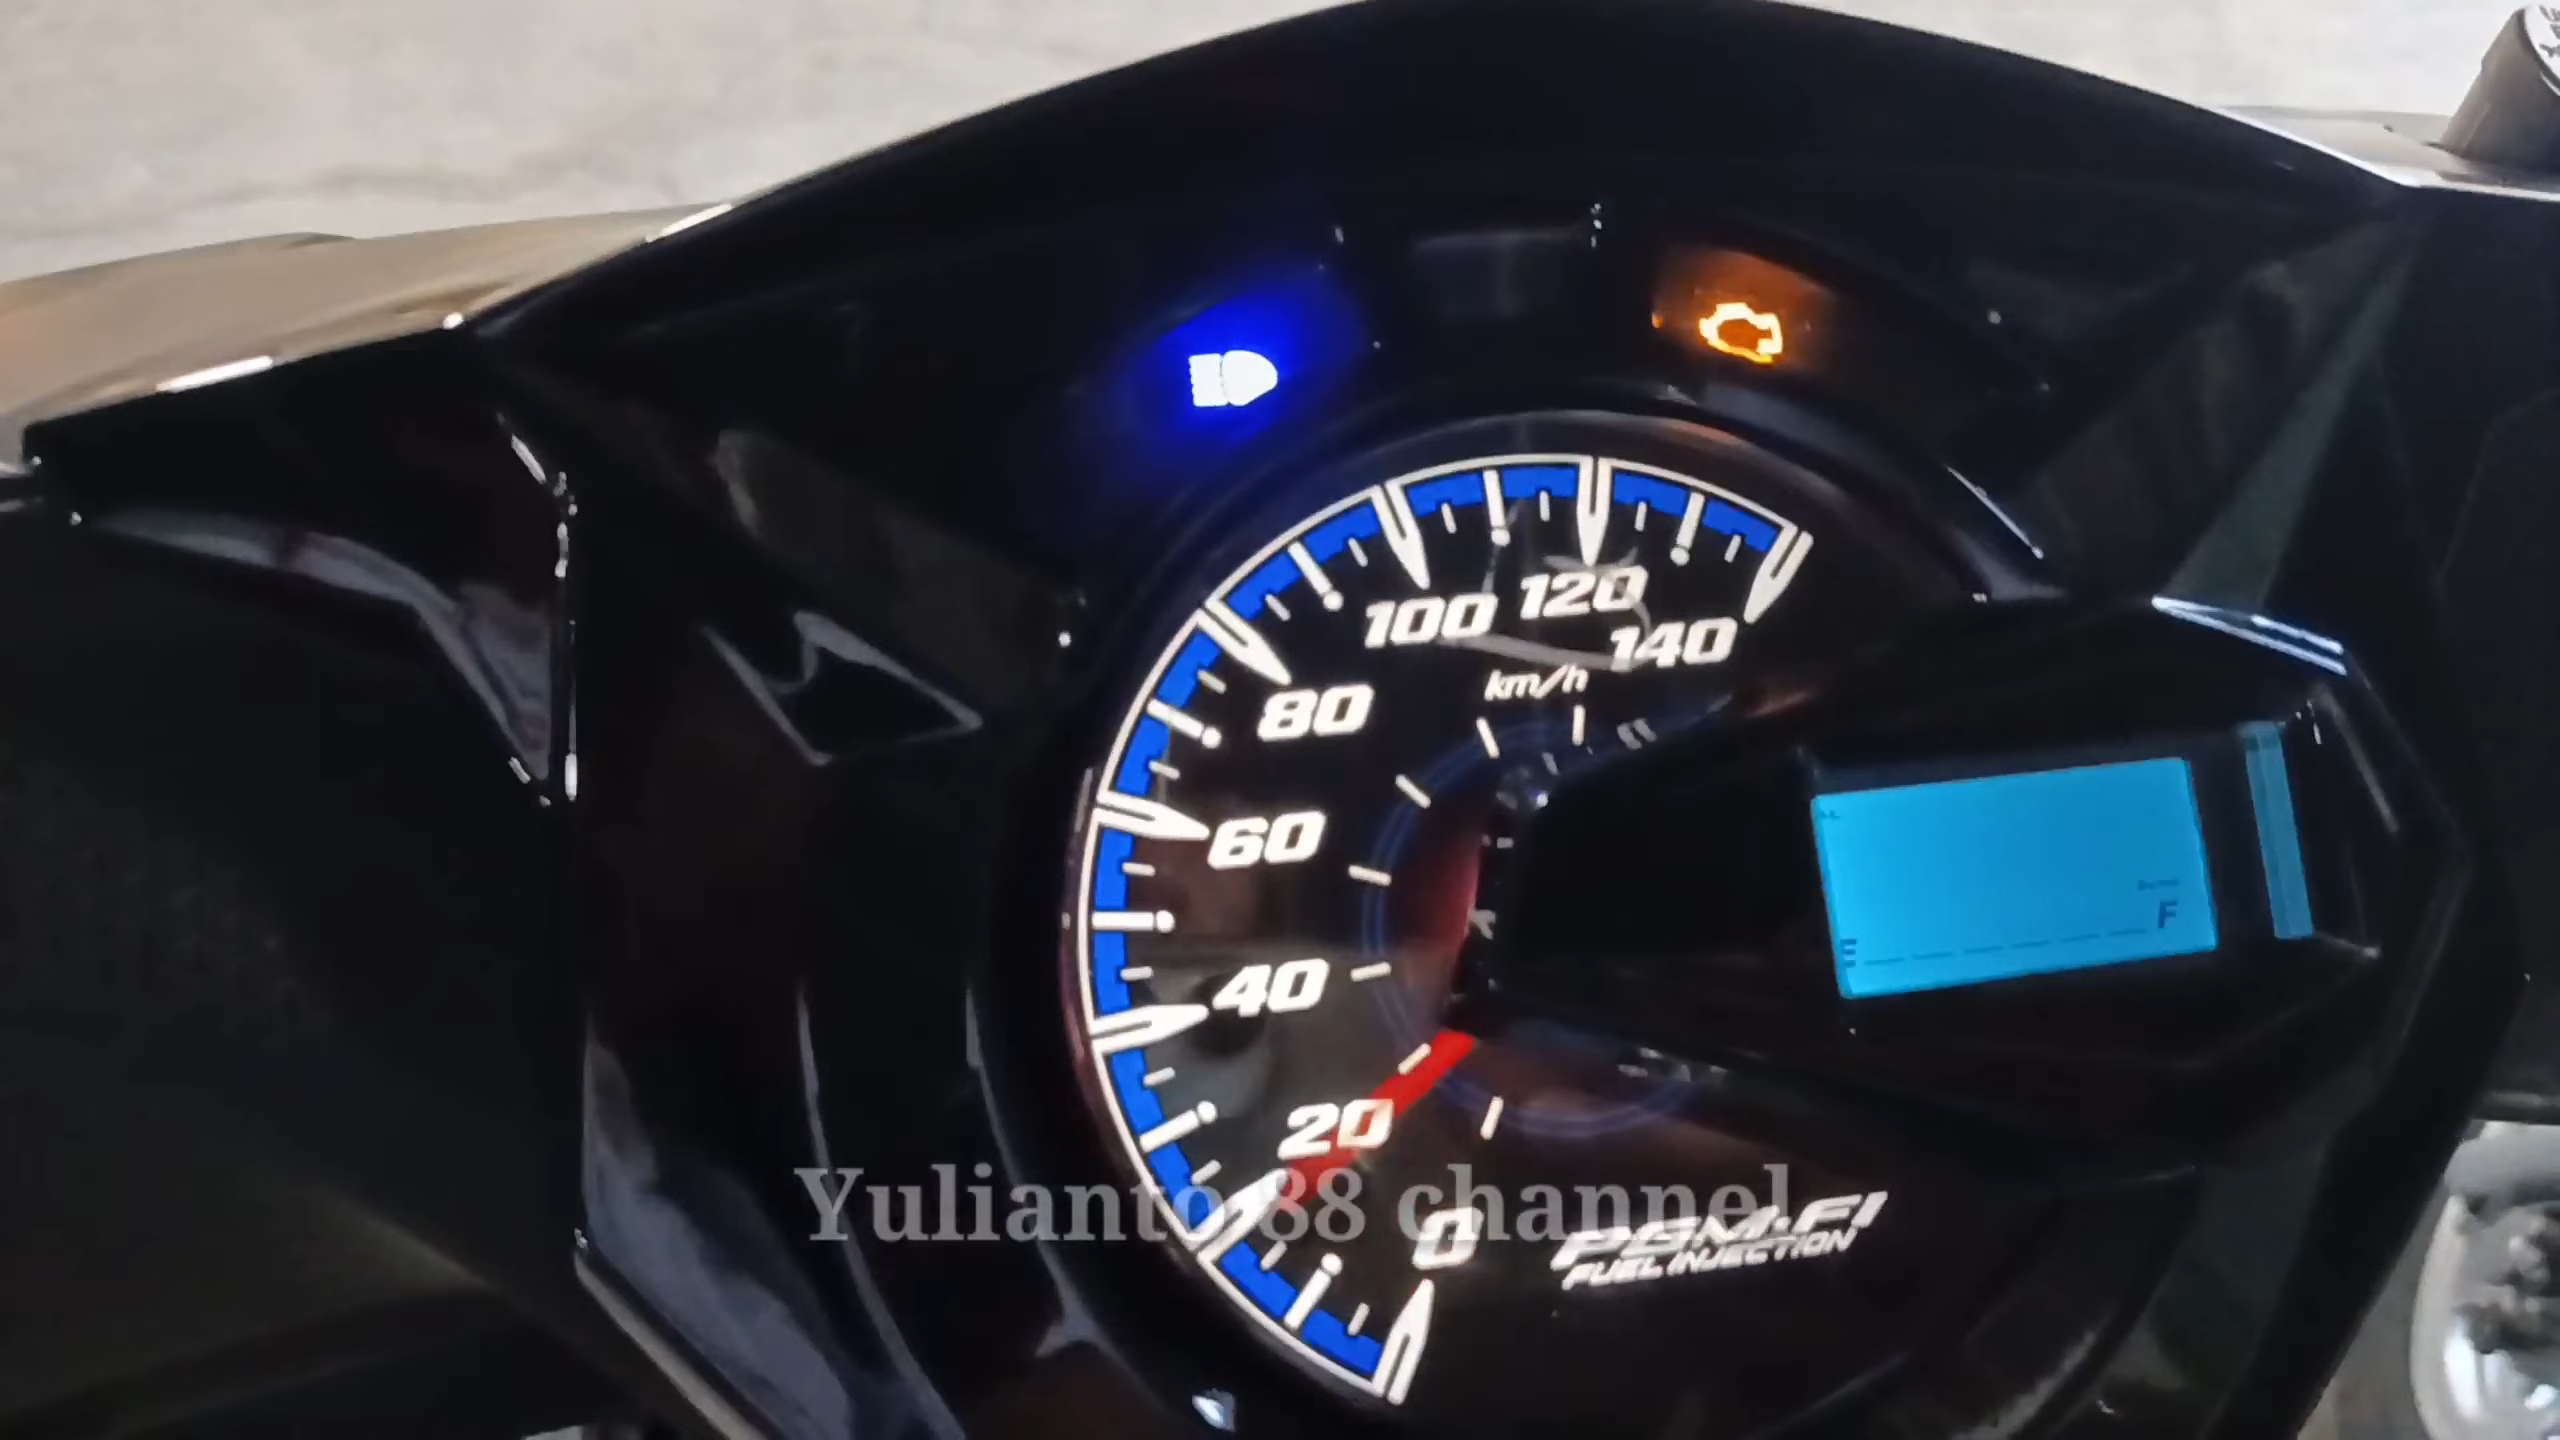 100 120
140
km/h
80
60
40
20
0
F
E
PGM-FI
FUEL INJECTION
Yulianto 88 channel